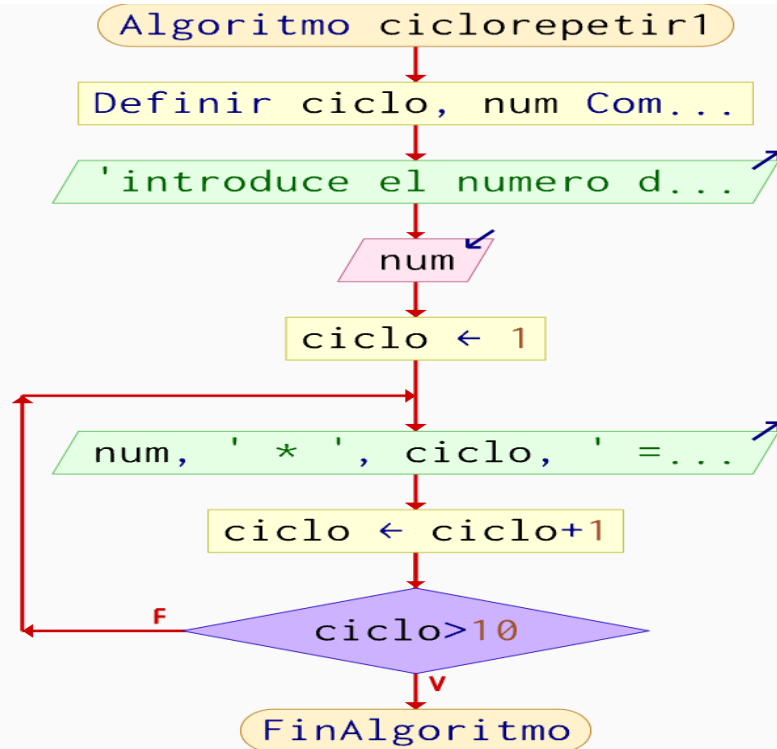 Algoritmo ciclorepetir1
Definir ciclo, num Com...
'introduce el numero d...
num
ciclo ← 1
num, ' * ', ciclo, ' =...
ciclo ← ciclo+1
F
ciclo>10
V
FinAlgoritmo